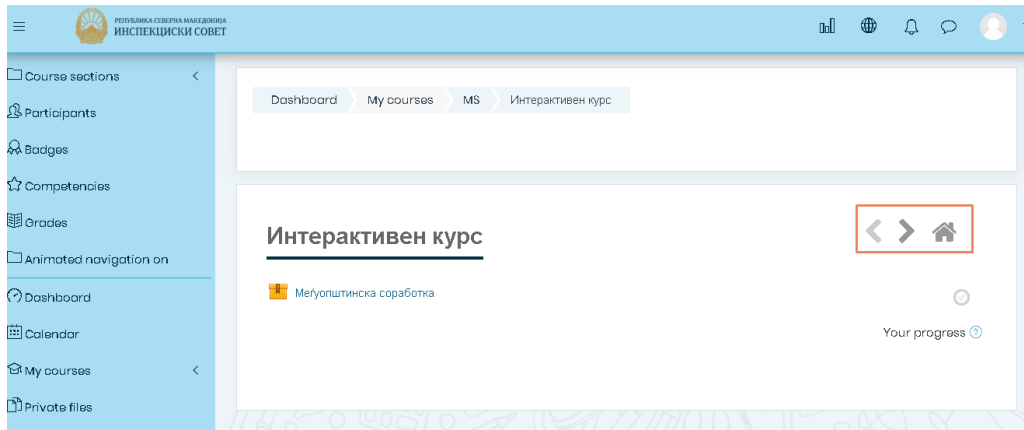 РЕПУБЛИКА СЕВЕРНА МАКЕДОНИЈА
ИНСПЕКЦИСКИ СОВЕТ
Course sections
Participants
Badges
Competencies
Grades
Animated navigation on
Dashboard
Calendar
My courses
Private files
Dashboard My courses MS Интерактивен курс
Интерактивен курс
Меѓуопштинска соработка
Your progress